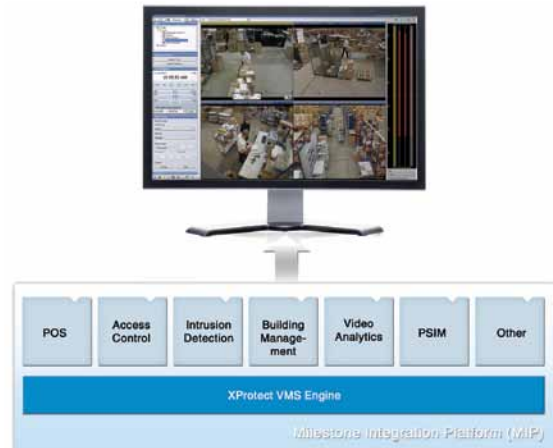 POS
Access
Control
Intrusion
Detection
Building
Manage-
ment
Video
Analytics
PSIM
Other
XProtect VMS Engine
Milestone Integration Platform (MIP)